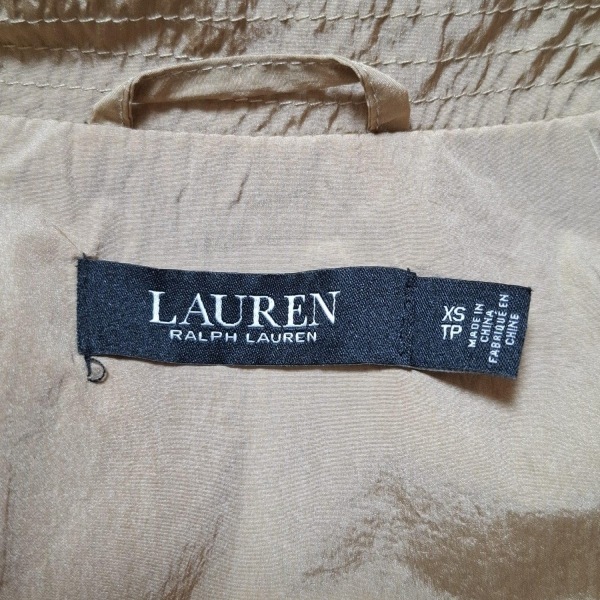 LAUREN
RALPH LAUREN
XS
TP
MADE IN
CHINA
FABRIQUÉ EN
CHINE